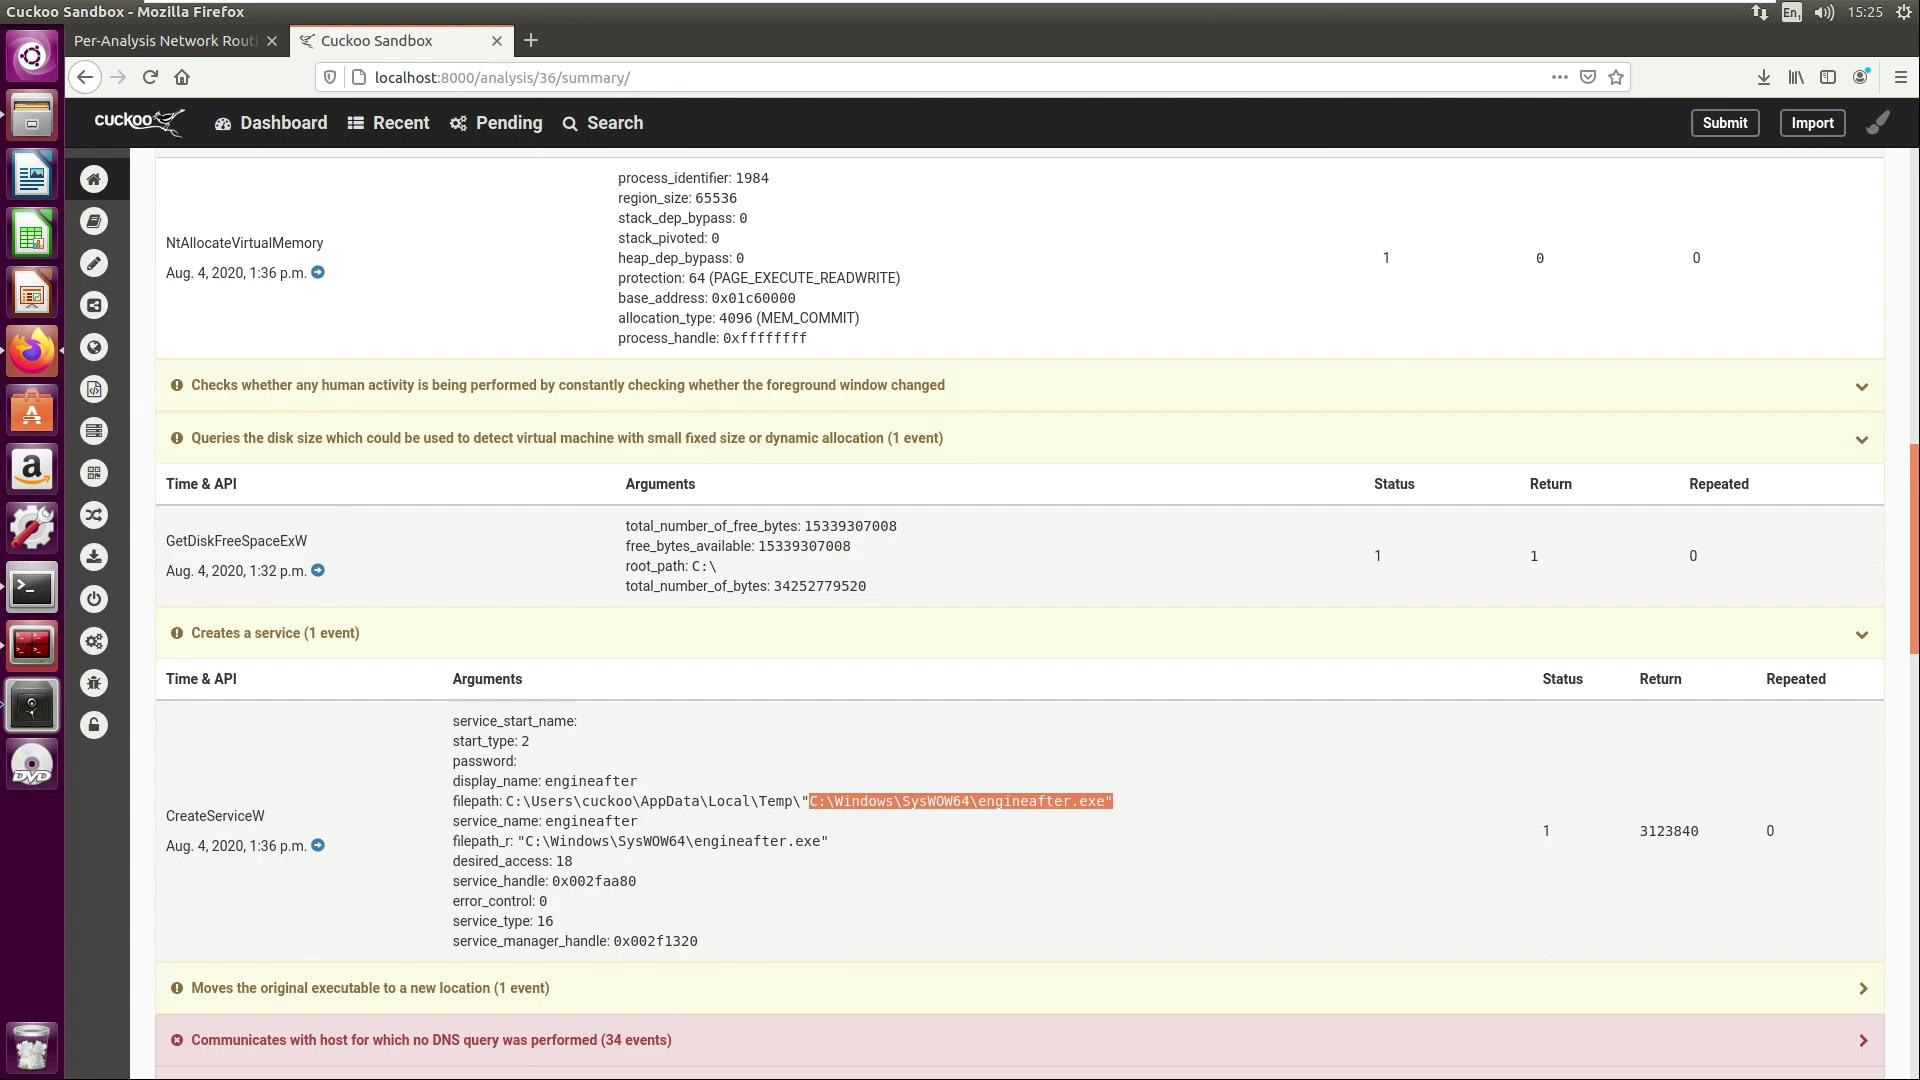 Cuckoo Sandbox - Mozilla Firefox
En1
15:25
Per-Analysis Network Rout
Cuckoo Sandbox
localhost:8000/analysis/36/summary/
cuckoo
Dashboard
Recent
Pending
Search
Submit
Import
process_identifier: 1984
region_size: 65536
stack_dep_bypass: 0
stack_pivoted: 0
heap_dep_bypass: 0
protection: 64 (PAGE_EXECUTE_READWRITE)
base_address: 0x01c60000
allocation_type: 4096 (MEM_COMMIT)
process_handle: 0xffffffff
NtAllocateVirtualMemory
Aug. 4, 2020, 1:36 p.m.
1 0 0
Checks whether any human activity is being performed by constantly checking whether the foreground window changed
Queries the disk size which could be used to detect virtual machine with small fixed size or dynamic allocation (1 event)
Time & API Arguments Status Return Repeated
GetDiskFreeSpaceExW
Aug. 4, 2020, 1:32 p.m.
total_number_of_free_bytes: 15339307008
free_bytes_available: 15339307008
root_path: C:\
total_number_of_bytes: 34252779520
1 1 0
Creates a service (1 event)
Time & API Arguments Status Return Repeated
CreateServiceW
Aug. 4, 2020, 1:36 p.m.
service_start_name:
start_type: 2
password:
display_name: engineafter
filepath: C:\Users\cuckoo\AppData\Local\Temp\"C:\Windows\SysWOW64\engineafter.exe"
service_name: engineafter
filepath_r: "C:\Windows\SysWOW64\engineafter.exe"
desired_access: 18
service_handle: 0x002faa80
error_control: 0
service_type: 16
service_manager_handle: 0x002f1320
1 3123840 0
Moves the original executable to a new location (1 event)
Communicates with host for which no DNS query was performed (34 events)
a
DVD